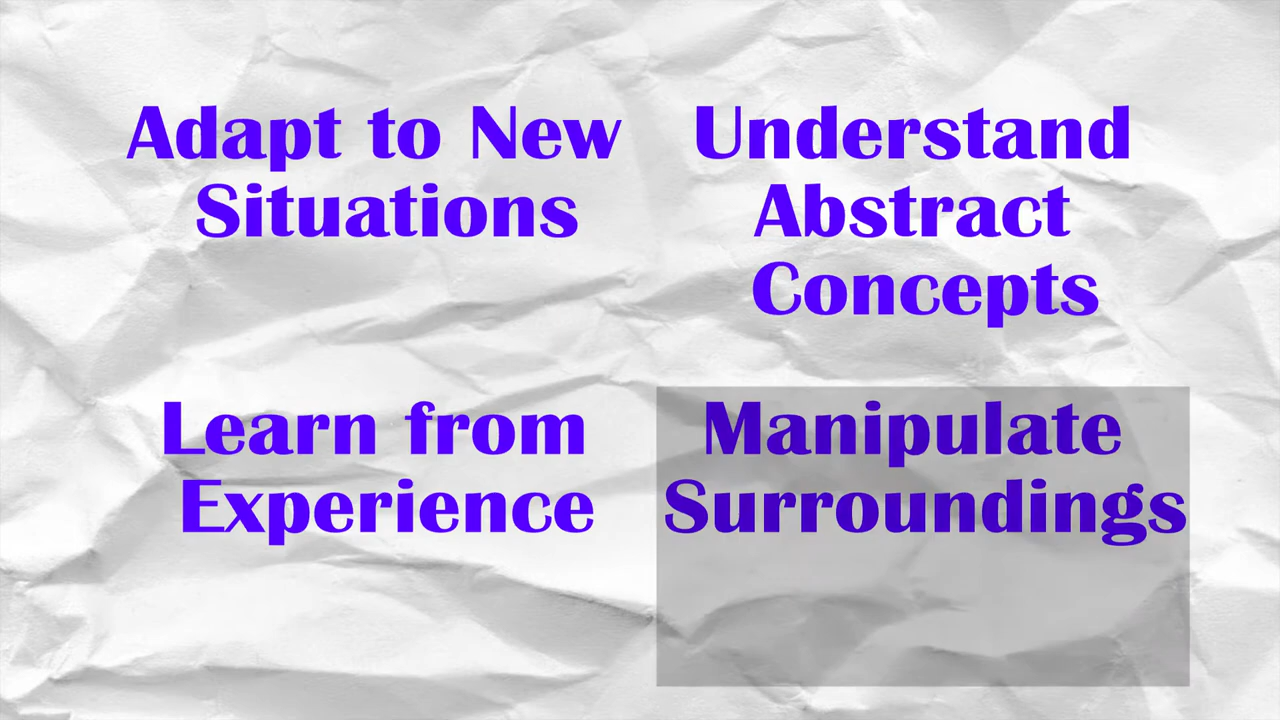 Adapt to New
Situations
Understand
Abstract
Concepts
Learn from
Experience
Manipulate
Surroundings